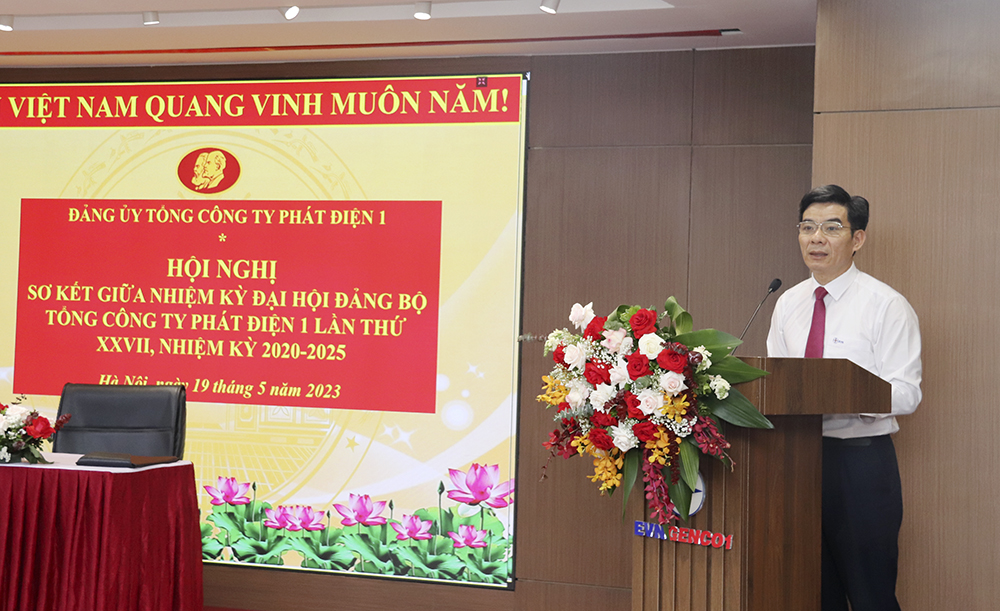 VIỆT NAM QUANG VINH MUÔN NĂM!
ĐẢNG ỦY TỔNG CÔNG TY PHÁT ĐIỆN 1
*
HỘI NGHỊ
SƠ KẾT GIỮA NHIỆM KỲ ĐẠI HỘI ĐẢNG BỘ
TỔNG CÔNG TY PHÁT ĐIỆN 1 LẦN THỨ
XXVII, NHIỆM KỲ 2020-2025
Hà Nội, ngày 19 tháng 5 năm 2023
EVN GENCO1